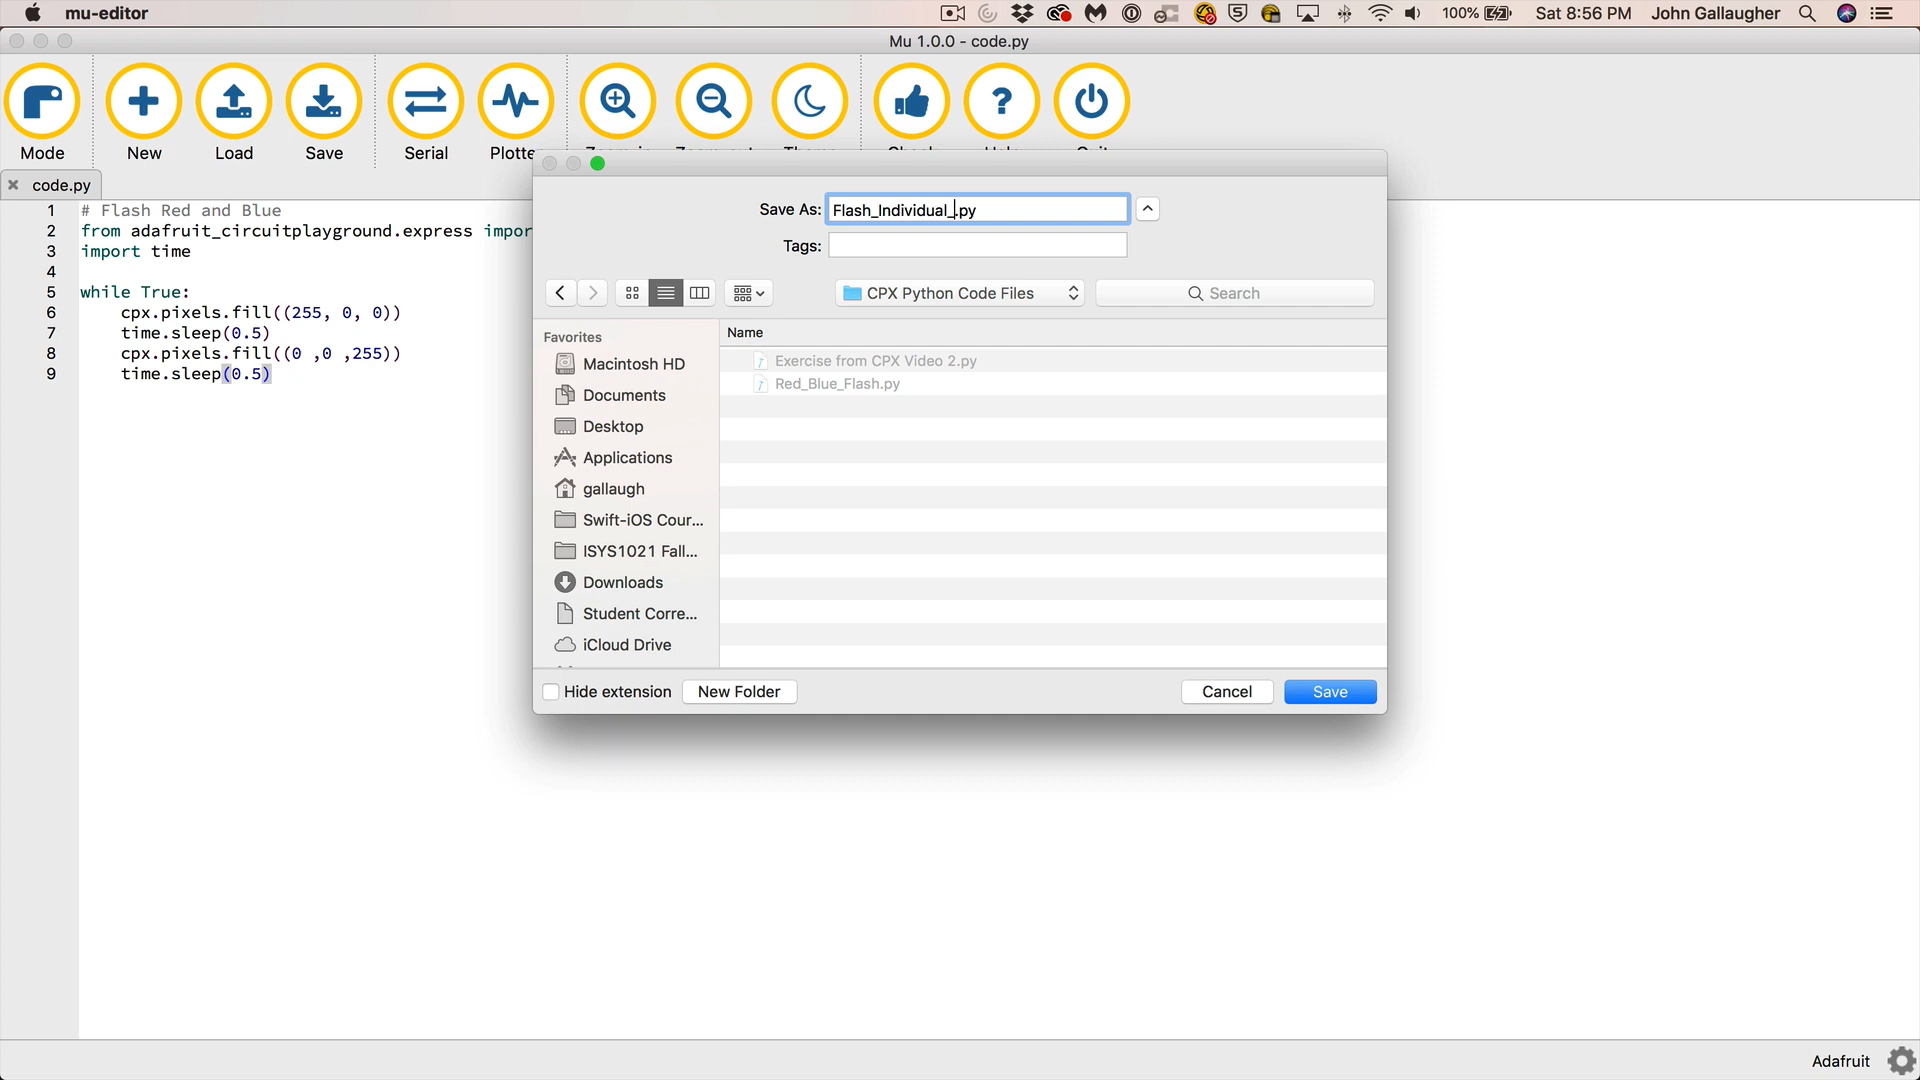 mu-editor
100%
Sat 8:56 PM
John Gallaugher
Mu 1.0.0 - code.py
Mode
New
Load
Save
Serial
code.py
1 # Flash Red and Blue
2 from adafruit_circuitplayground.express impor
3 import time
4
5 while True:
6 cpx.pixels.fill((255, 0, 0))
7 time.sleep(0.5)
8 cpx.pixels.fill((0 ,0 ,255))
9 time.sleep(0.5)
Save As: Flash_Individual_.py
Tags:
CPX Python Code Files
Search
Favorites
Macintosh HD
Documents
Desktop
Applications
gallaugh
Swift-iOS Cour...
ISYS1021 Fall...
Downloads
Student Corre...
iCloud Drive
Name
Exercise from CPX Video 2.py
Red_Blue_Flash.py
Hide extension
New Folder
Cancel
Save
Adafruit